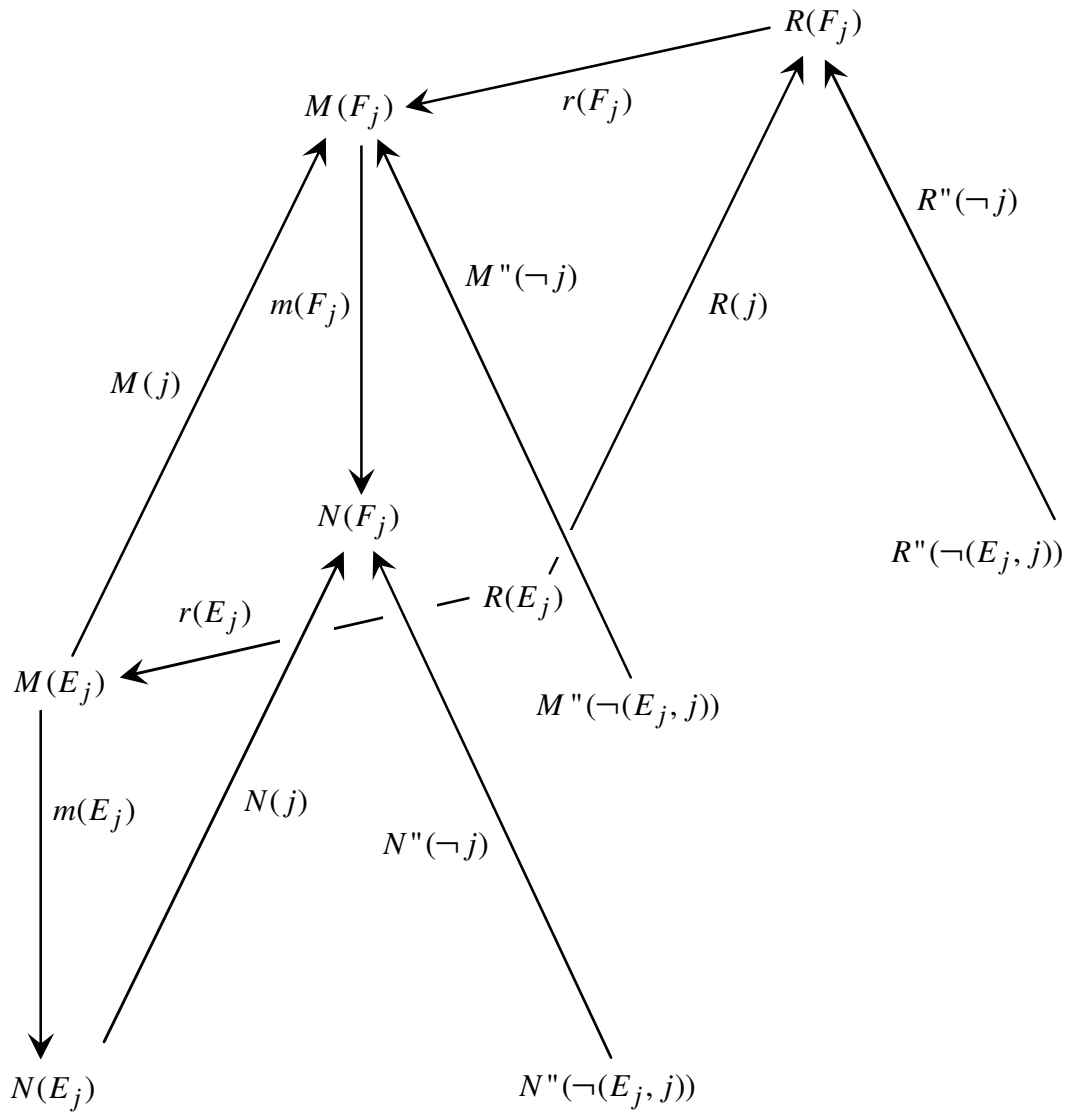 R(F_j)
r(F_j)
M(F_j)
R"(¬j)
M"(¬j)
m(F_j)
R(j)
M(j)
N(F_j)
R"(¬(E_j, j))
R(E_j)
r(E_j)
M(E_j)
M"(¬(E_j, j))
N(j)
m(E_j)
N"(¬j)
N(E_j)
N"(¬(E_j, j))